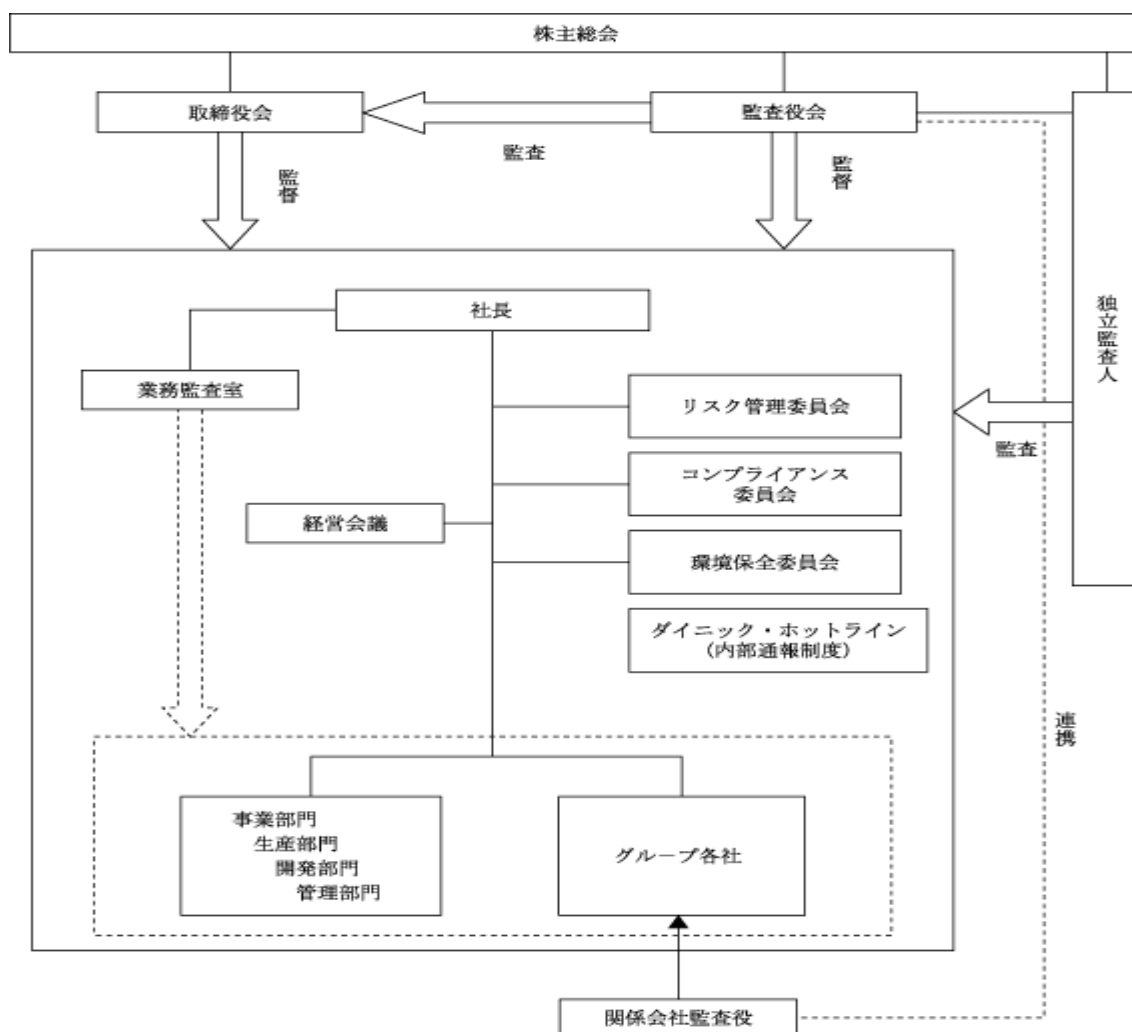 株主総会
取締役会
監査役会
監査
監督
監督
独立監査人
社長
業務監査室
リスク管理委員会
監査
コンプライアンス
委員会
経営会議
環境保全委員会
ダイニック・ホットライン
（内部通報制度）
連携
事業部門
生産部門
開発部門
管理部門
グループ各社
関係会社監査役